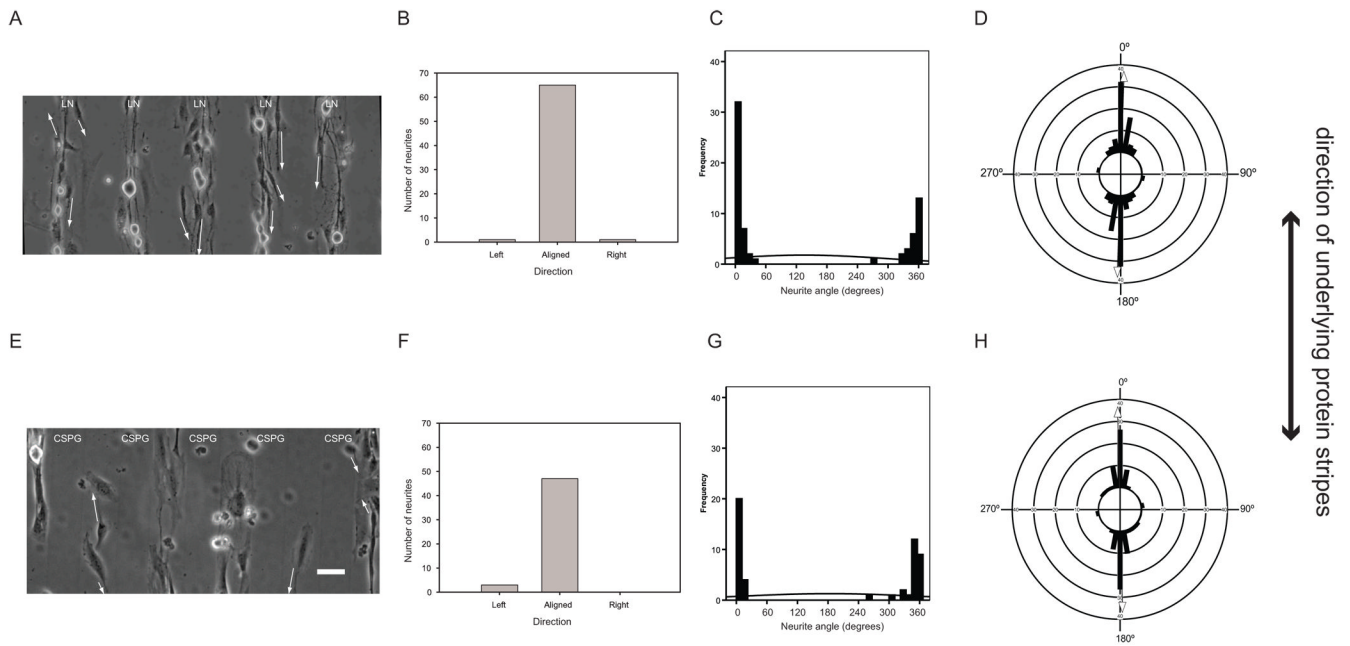 A
B
C
D
LN
LN
LN
LN
LN
Number of neurites
70
60
50
40
30
20
10
0
Left
Aligned
Right
Direction
Frequency
40
30
20
10
0
0
60
120
180
240
300
360
Neurite angle (degrees)
0º
90º
180º
270º
direction of underlying protein stripes
E
F
G
H
CSPG
CSPG
CSPG
CSPG
CSPG
Number of neurites
70
60
50
40
30
20
10
0
Left
Aligned
Right
Direction
Frequency
40
30
20
10
0
0
60
120
180
240
300
360
Neurite angle (degrees)
0º
90º
180º
270º